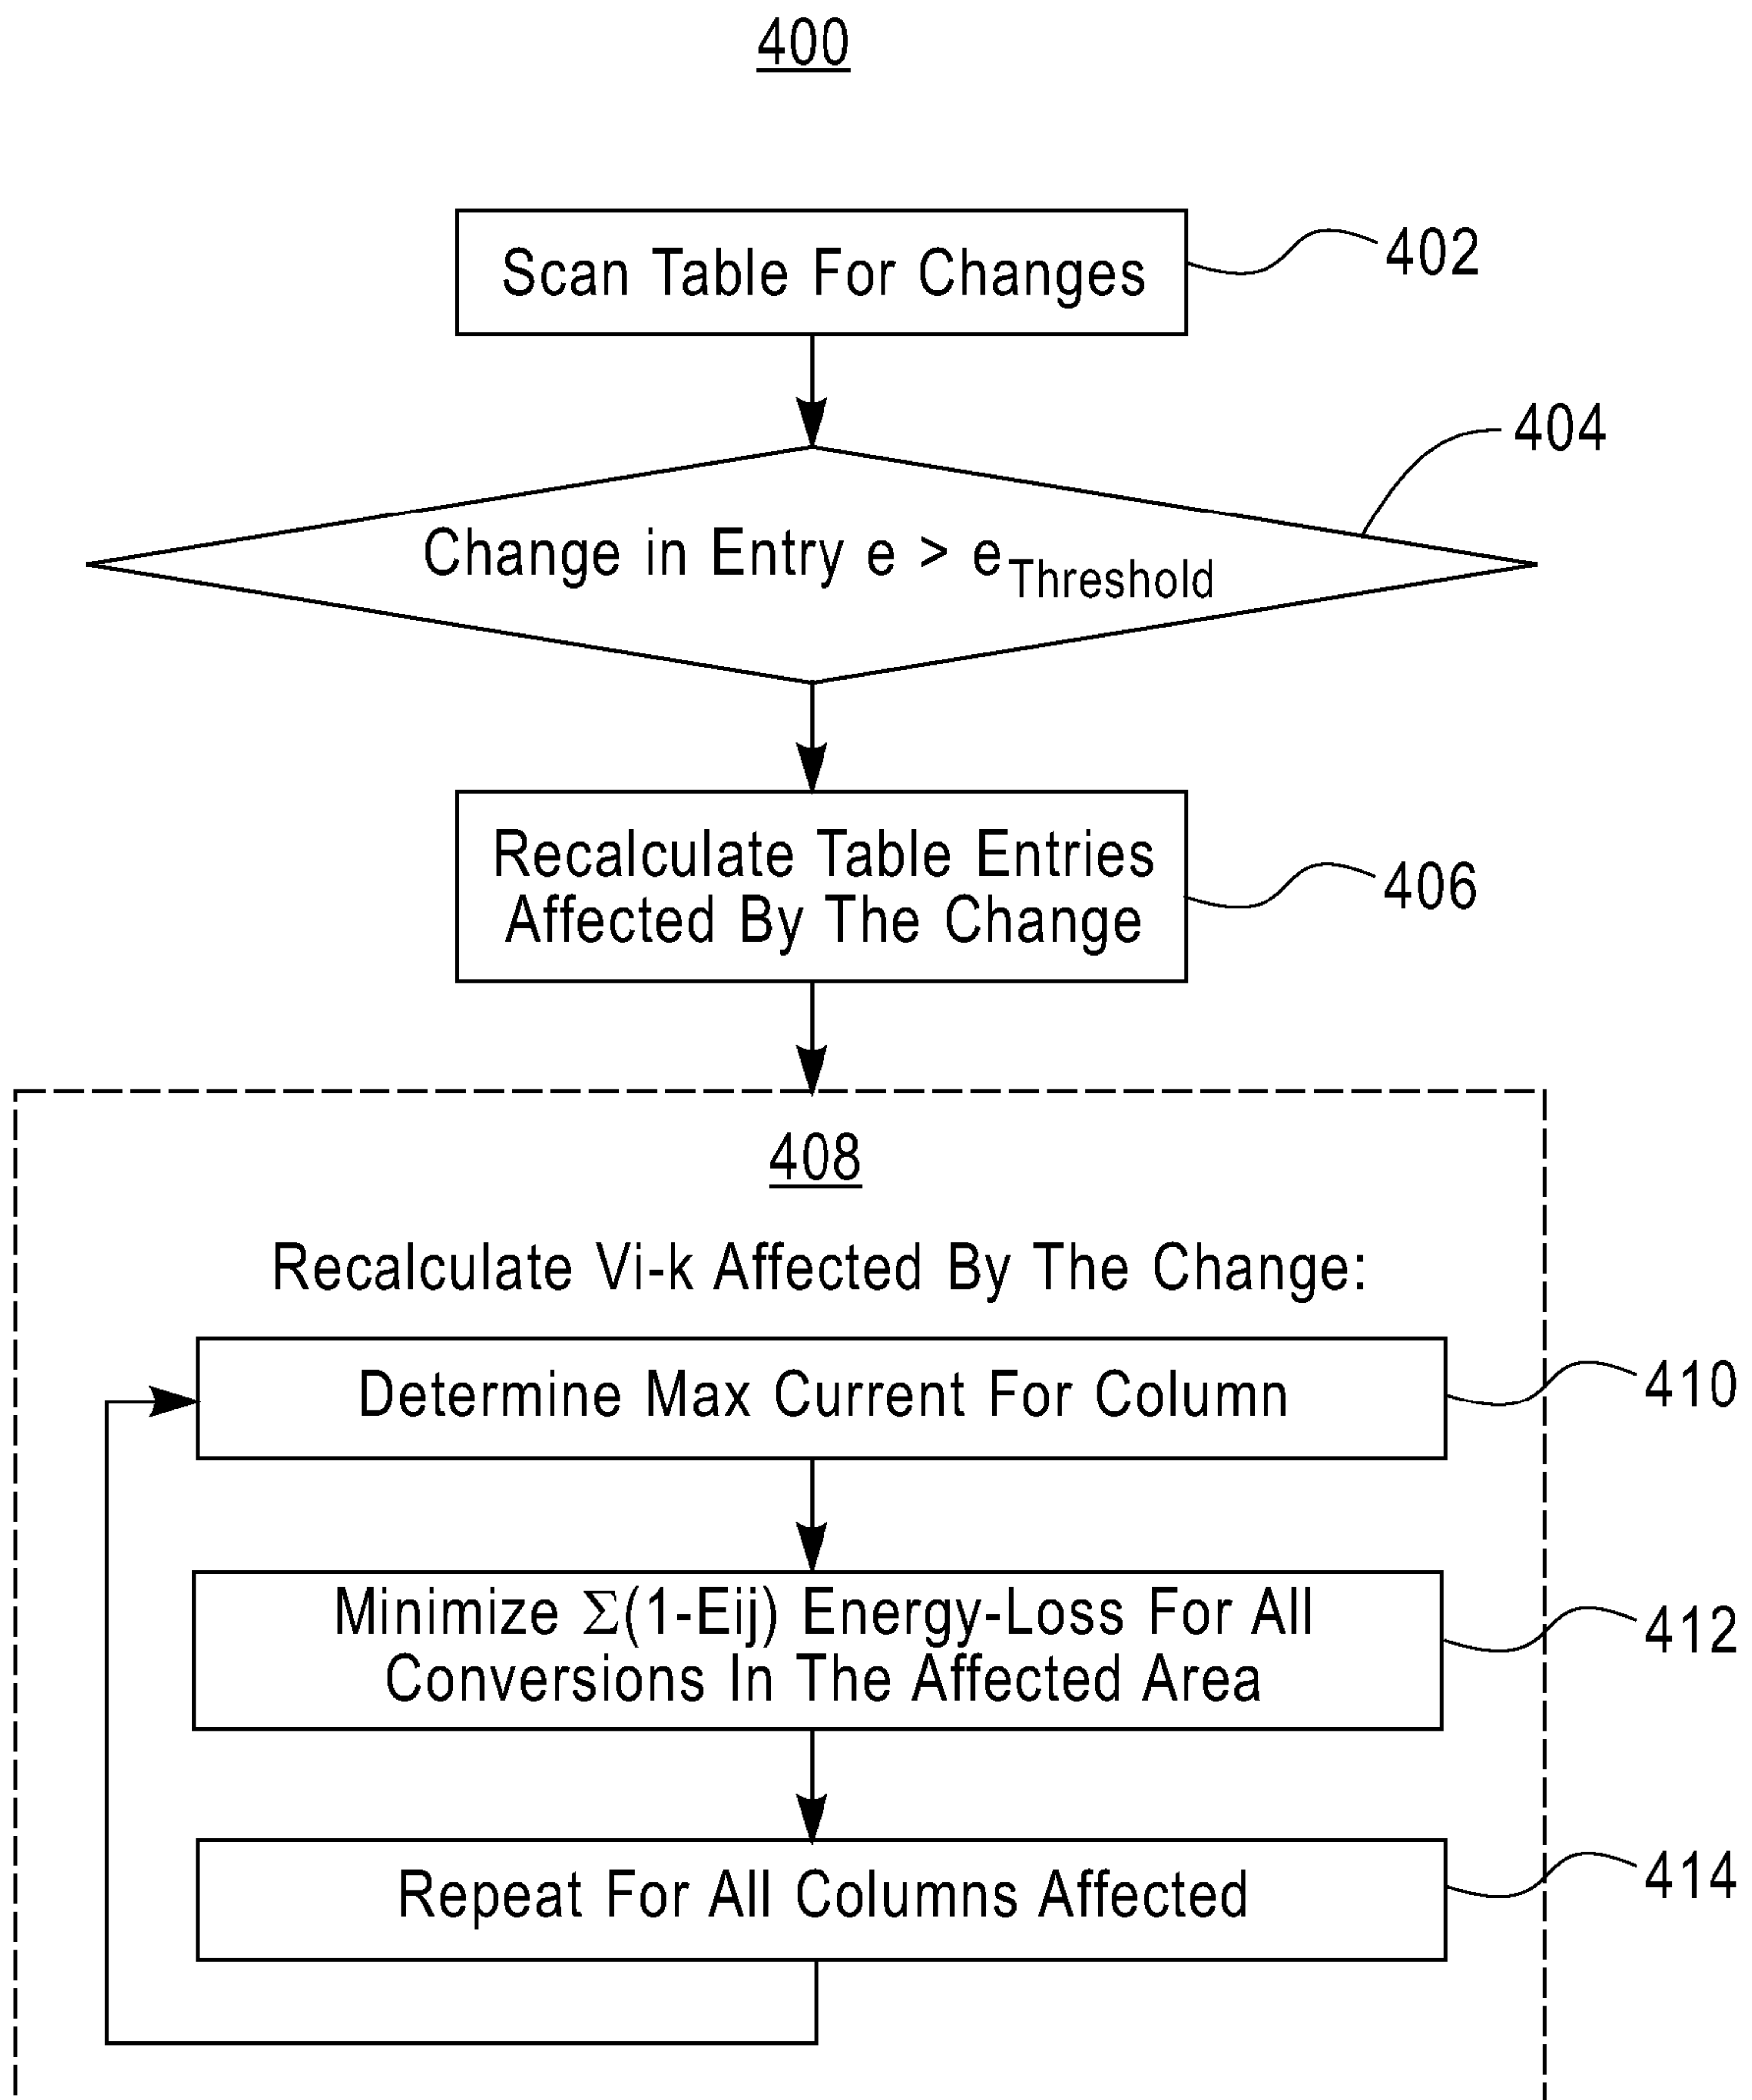 400
Scan Table For Changes
402
404
Change in Entry e > eThreshold
Recalculate Table Entries
Affected By The Change
406
408
Recalculate Vi-k Affected By The Change:
Determine Max Current For Column
410
Minimize Σ(1-Eij) Energy-Loss For All
Conversions In The Affected Area
412
Repeat For All Columns Affected
414